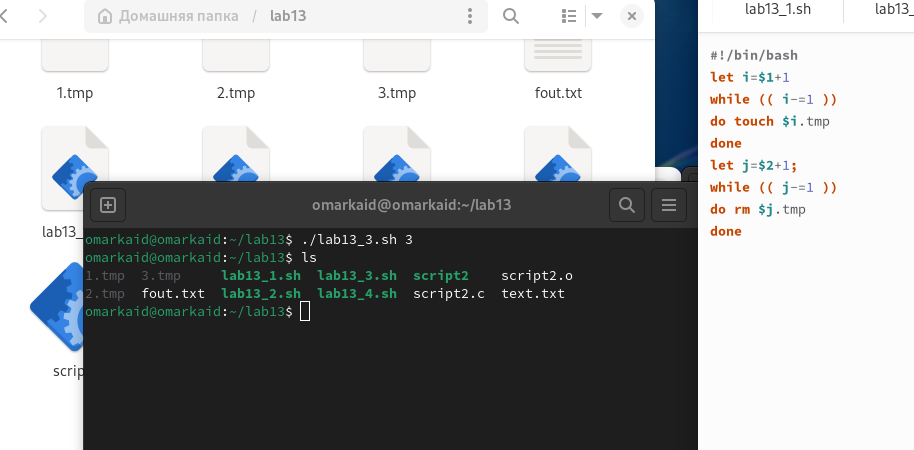 Домашняя папка / lab13
1.tmp 2.tmp 3.tmp fout.txt
lab13_
scrip
omarkaid@omarkaid:~/lab13
omarkaid@omarkaid:~/lab13$ ./lab13_3.sh 3
omarkaid@omarkaid:~/lab13$ ls
1.tmp 3.tmp lab13_1.sh lab13_3.sh script2 script2.o
2.tmp fout.txt lab13_2.sh lab13_4.sh script2.c text.txt
omarkaid@omarkaid:~/lab13$
lab13_1.sh lab13_
#!/bin/bash
let i=$1+1
while (( i-=1 ))
do touch $i.tmp
done
let j=$2+1;
while (( j-=1 ))
do rm $j.tmp
done